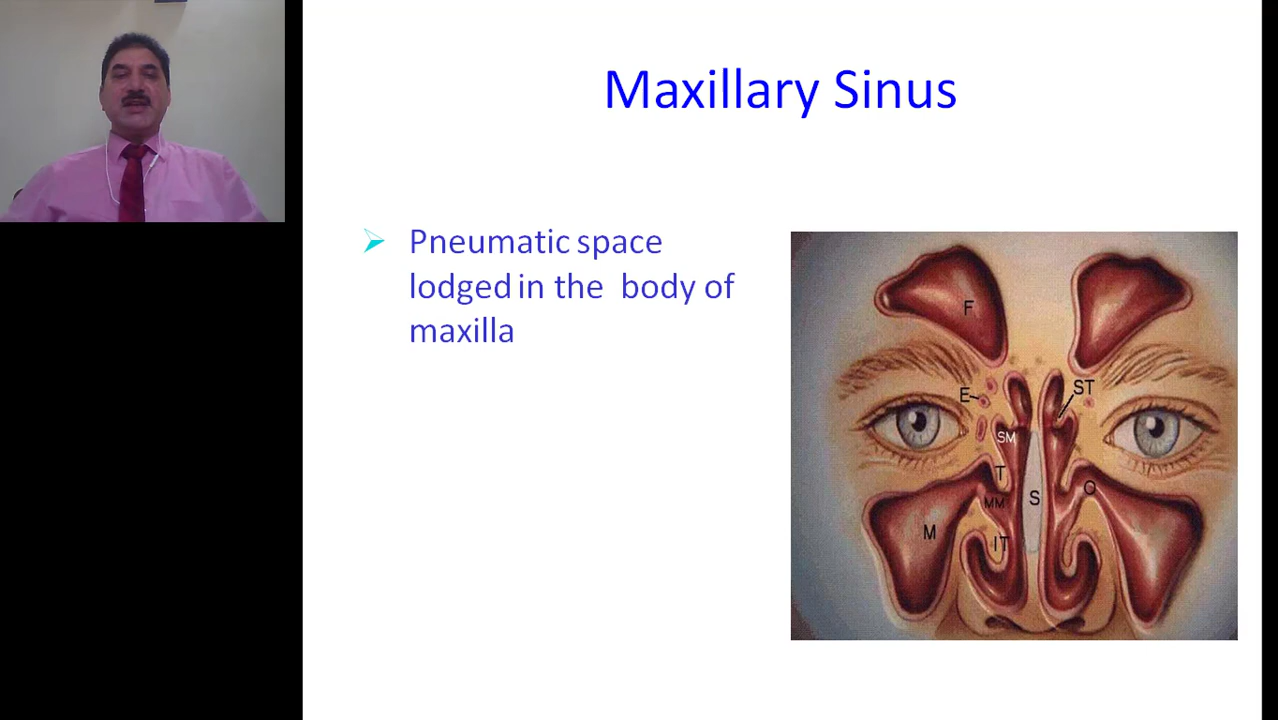 Maxillary Sinus
➢ Pneumatic space
lodged in the body of
maxilla
F
E
ST
SM
T
MM
S
O
M
IT